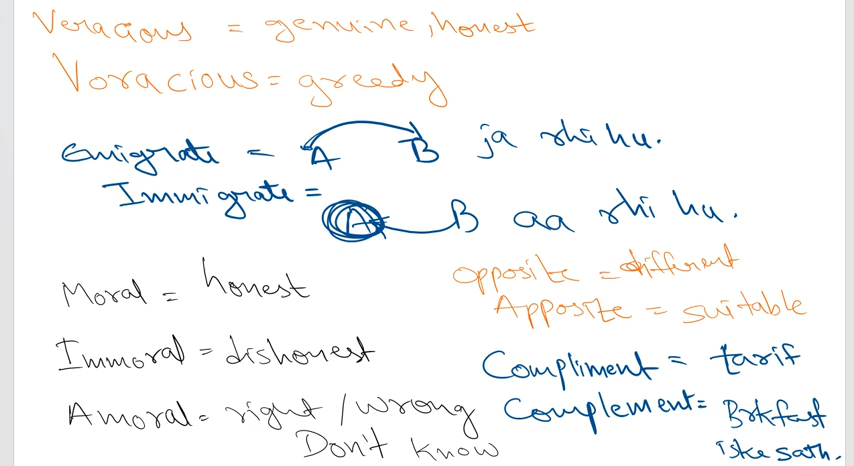 Veracious = genuine, honest
Voracious = greedy
Emigrate = A B ja rhi hu.
Immigrate = A B aa rhi hu.
Moral = honest
Immoral = dishonest
Amoral = right / wrong
Don't know
Opposite = different
Apposite = suitable
Compliment = tarif
Complement = Brkfast
iske sath.